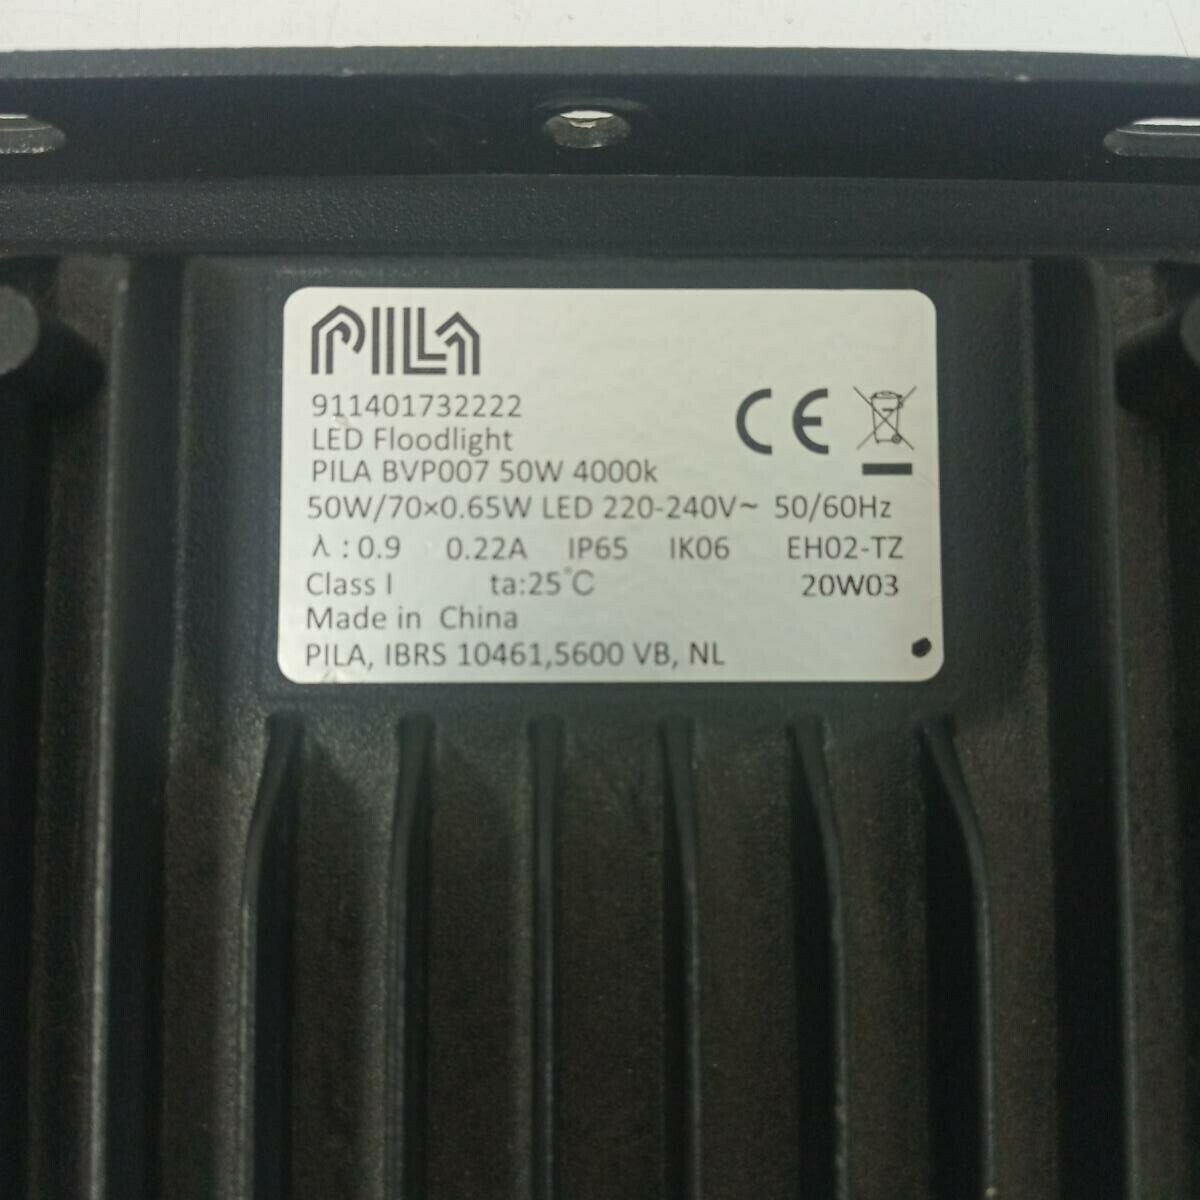 PILA
911401732222
LED Floodlight
PILA BVP007 50W 4000k
CE
50W/70×0.65W LED 220-240V~ 50/60Hz
λ : 0.9 0.22A IP65 IK06 EH02-TZ
Class I ta:25°C 20W03
Made in China
PILA, IBRS 10461,5600 VB, NL